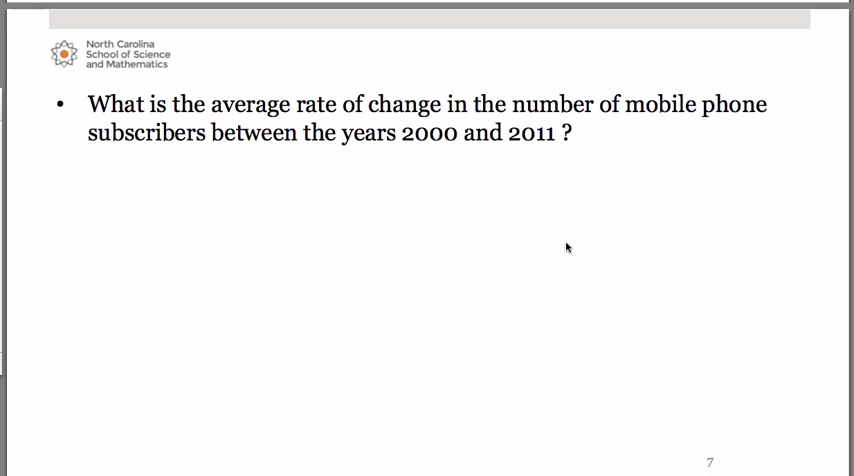 North Carolina
School of Science
and Mathematics
• What is the average rate of change in the number of mobile phone
subscribers between the years 2000 and 2011 ?
7